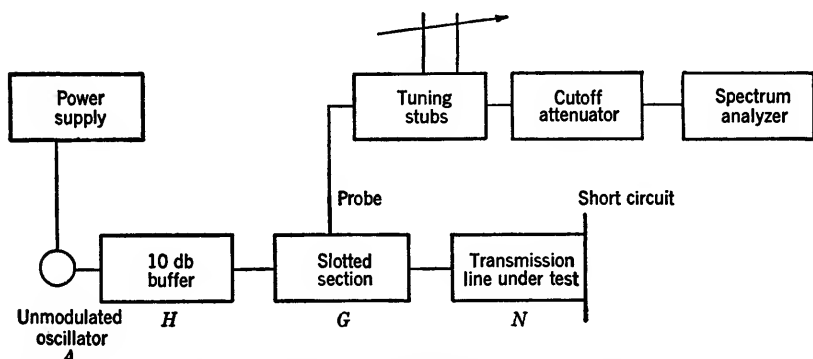 Power
supply
Tuning
stubs
Cutoff
attenuator
Spectrum
analyzer
Probe
Short circuit
10 db
buffer
Slotted
section
Transmission
line under test
Unmodulated
oscillator
A
H
G
N